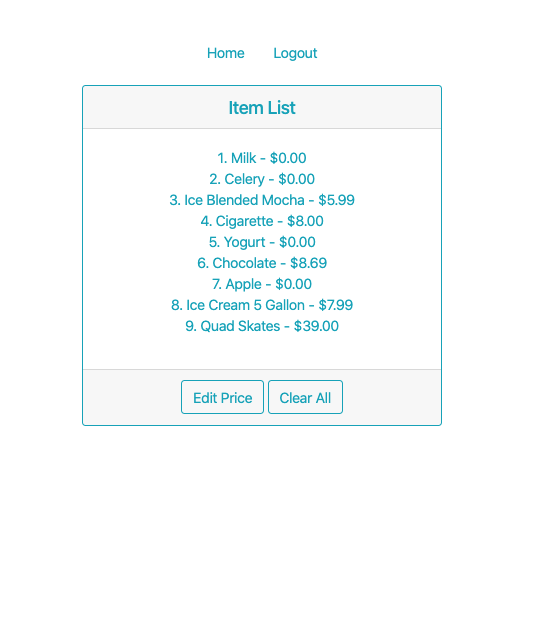 Home Logout
Item List
1. Milk - $0.00
2. Celery - $0.00
3. Ice Blended Mocha - $5.99
4. Cigarette - $8.00
5. Yogurt - $0.00
6. Chocolate - $8.69
7. Apple - $0.00
8. Ice Cream 5 Gallon - $7.99
9. Quad Skates - $39.00
Edit Price Clear All